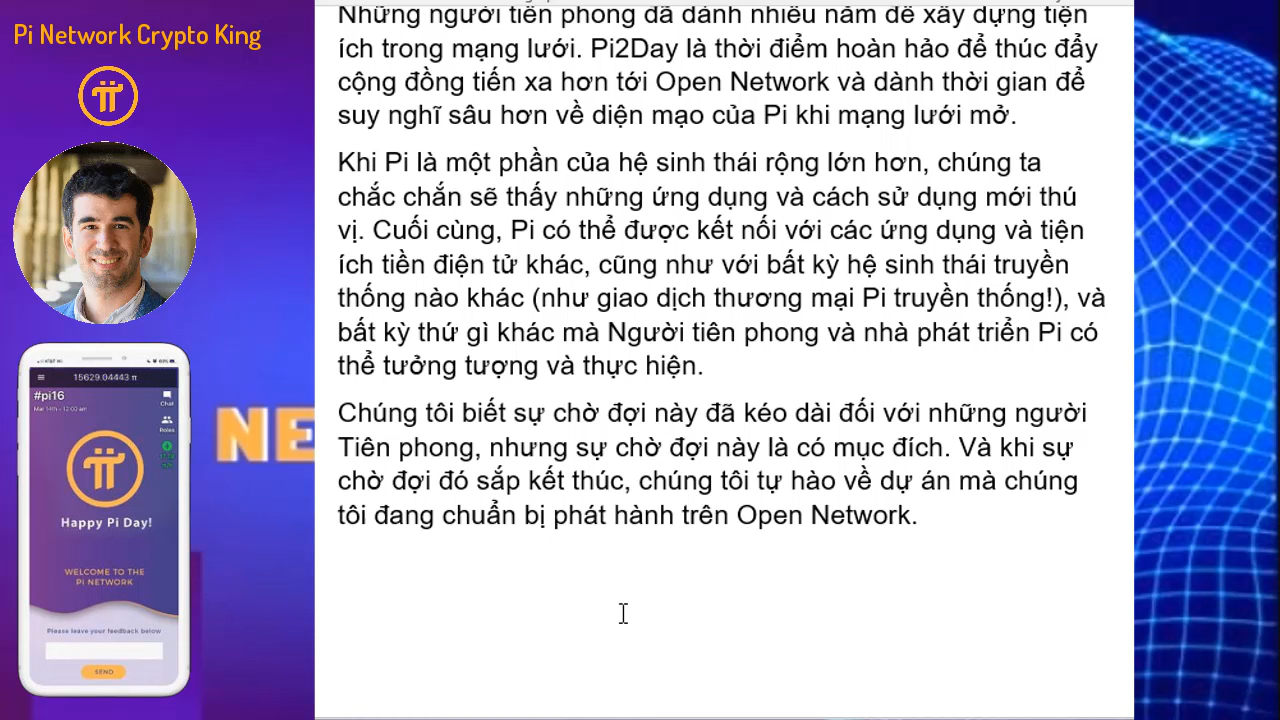 Pi Network Crypto King
Những người tiên phong đã dành nhiều năm để xây dựng tiện
ích trong mạng lưới. Pi2Day là thời điểm hoàn hảo để thúc đẩy
cộng đồng tiến xa hơn tới Open Network và dành thời gian để
suy nghĩ sâu hơn về diện mạo của Pi khi mạng lưới mở.
Khi Pi là một phần của hệ sinh thái rộng lớn hơn, chúng ta
chắc chắn sẽ thấy những ứng dụng và cách sử dụng mới thú
vị. Cuối cùng, Pi có thể được kết nối với các ứng dụng và tiện
ích tiền điện tử khác, cũng như với bất kỳ hệ sinh thái truyền
thống nào khác (như giao dịch thương mại Pi truyền thống!), và
bất kỳ thứ gì khác mà Người tiên phong và nhà phát triển Pi có
thể tưởng tượng và thực hiện.
Chúng tôi biết sự chờ đợi này đã kéo dài đối với những người
Tiên phong, nhưng sự chờ đợi này là có mục đích. Và khi sự
chờ đợi đó sắp kết thúc, chúng tôi tự hào về dự án mà chúng
tôi đang chuẩn bị phát hành trên Open Network.
NE
15629.04443 π
#pi16
Mar 14th - 12:00 am
Chat
Roles
Happy Pi Day!
WELCOME TO THE
Pi NETWORK
Please leave your feedback below
SEND